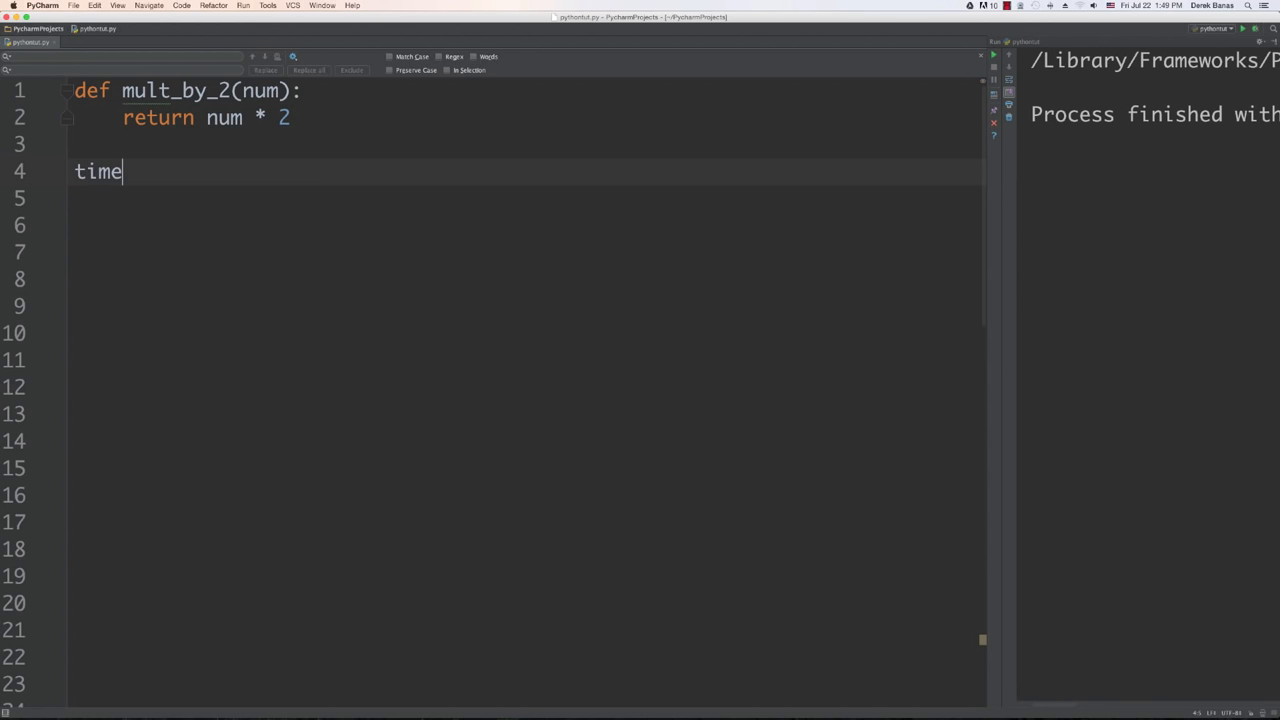 PyCharm File Edit View Navigate Code Refactor Run Tools VCS Window Help 10 Fri Jul 22 1:49 PM Derek Banas
pythontut.py - PycharmProjects - [~/PycharmProjects]
PycharmProjects pythontut.py pythontut
pythontut.py Run pythontut
Match Case Regex Words
Replace Replace all Exclude Preserve Case In Selection
1 def mult_by_2(num):
2 return num * 2
3
4 time
5
6
7
8
9
10
11
12
13
14
15
16
17
18
19
20
21
22
23
/Library/Frameworks/P
Process finished with
4:5 LF÷ UTF-8÷